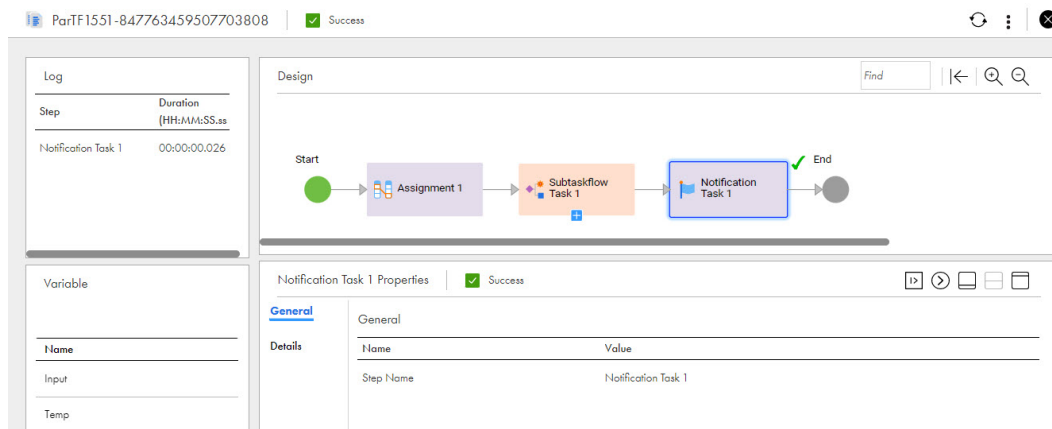 ParTF1551-847763459507703808
Success
Log
Step
Duration
(HH:MM:SS.ss
Notification Task 1
00:00:00.026
Design
Find
Start
Assignment 1
Subtaskflow
Task 1
Notification
Task 1
End
Variable
Name
Input
Temp
Notification Task 1 Properties
Success
General
Details
General
Name
Value
Step Name
Notification Task 1